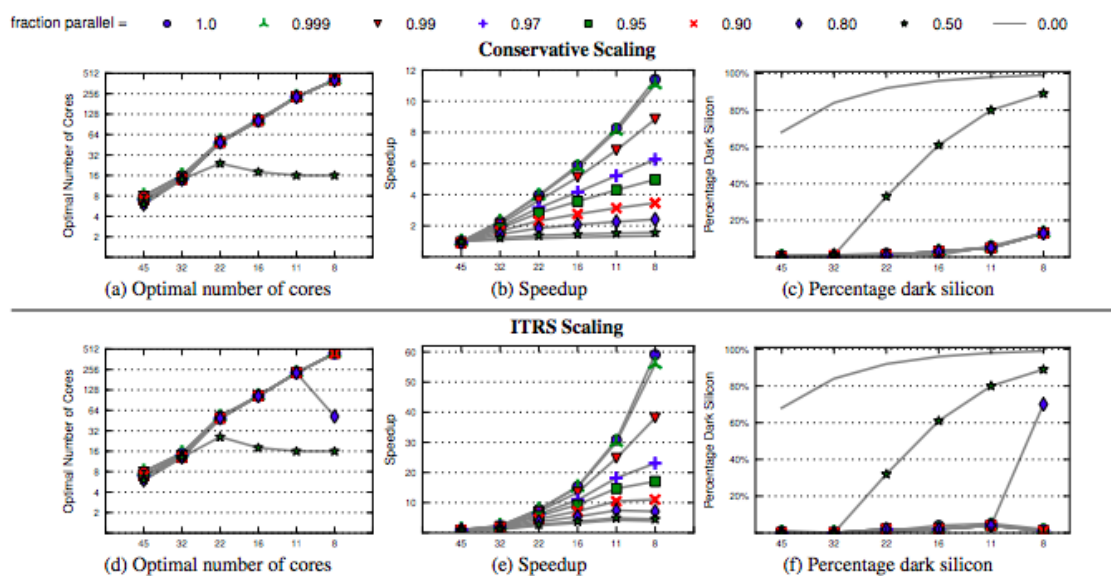 fraction parallel = 1.0 0.999 0.99 0.97 0.95 0.90 0.80 0.50 0.00
Conservative Scaling
Optimal Number of Cores
512
256
128
64
32
16
8
4
2
45 32 22 16 11 8
(a) Optimal number of cores
Speedup
12
10
8
6
4
2
45 32 22 16 11 8
(b) Speedup
Percentage Dark Silicon
100%
80%
60%
40%
20%
45 32 22 16 11 8
(c) Percentage dark silicon
ITRS Scaling
Optimal Number of Cores
512
256
128
64
32
16
8
4
2
45 32 22 16 11 8
(d) Optimal number of cores
Speedup
60
50
40
30
20
10
45 32 22 16 11 8
(e) Speedup
Percentage Dark Silicon
100%
80%
60%
40%
20%
45 32 22 16 11 8
(f) Percentage dark silicon